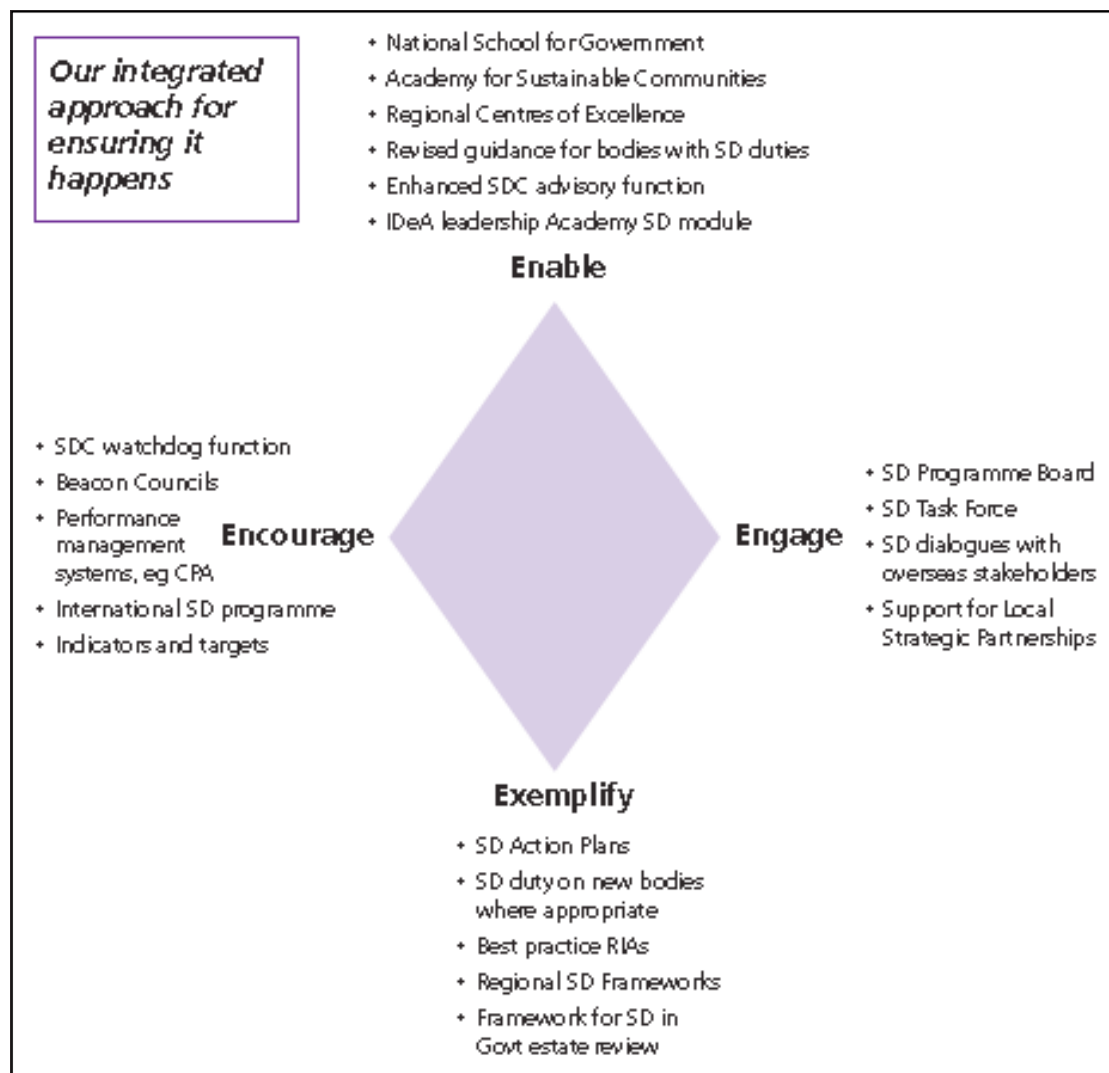 Our integrated
approach for
ensuring it
happens
+ National School for Government
+ Academy for Sustainable Communities
+ Regional Centres of Excellence
+ Revised guidance for bodies with SD duties
+ Enhanced SDC advisory function
+ IDeA leadership Academy SD module
Enable
+ SDC watchdog function
+ Beacon Councils
+ Performance
management
systems, eg CPA
+ International SD programme
+ Indicators and targets
Encourage
Engage
+ SD Programme Board
+ SD Task Force
+ SD dialogues with
overseas stakeholders
+ Support for Local
Strategic Partnerships
Exemplify
+ SD Action Plans
+ SD duty on new bodies
where appropriate
+ Best practice RIAs
+ Regional SD Frameworks
+ Framework for SD in
Govt estate review